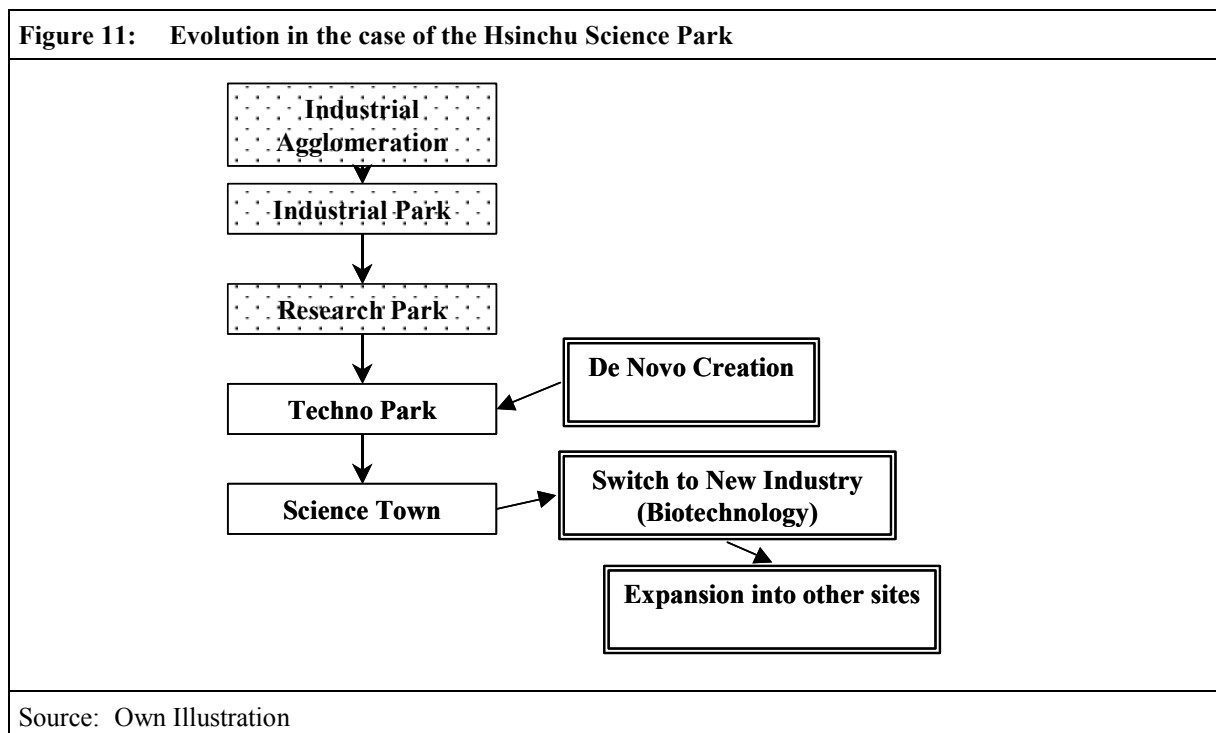 Figure 11: Evolution in the case of the Hsinchu Science Park
Industrial
Agglomeration
Industrial Park
Research Park
De Novo Creation
Techno Park
Switch to New Industry
(Biotechnology)
Science Town
Expansion into other sites
Source: Own Illustration